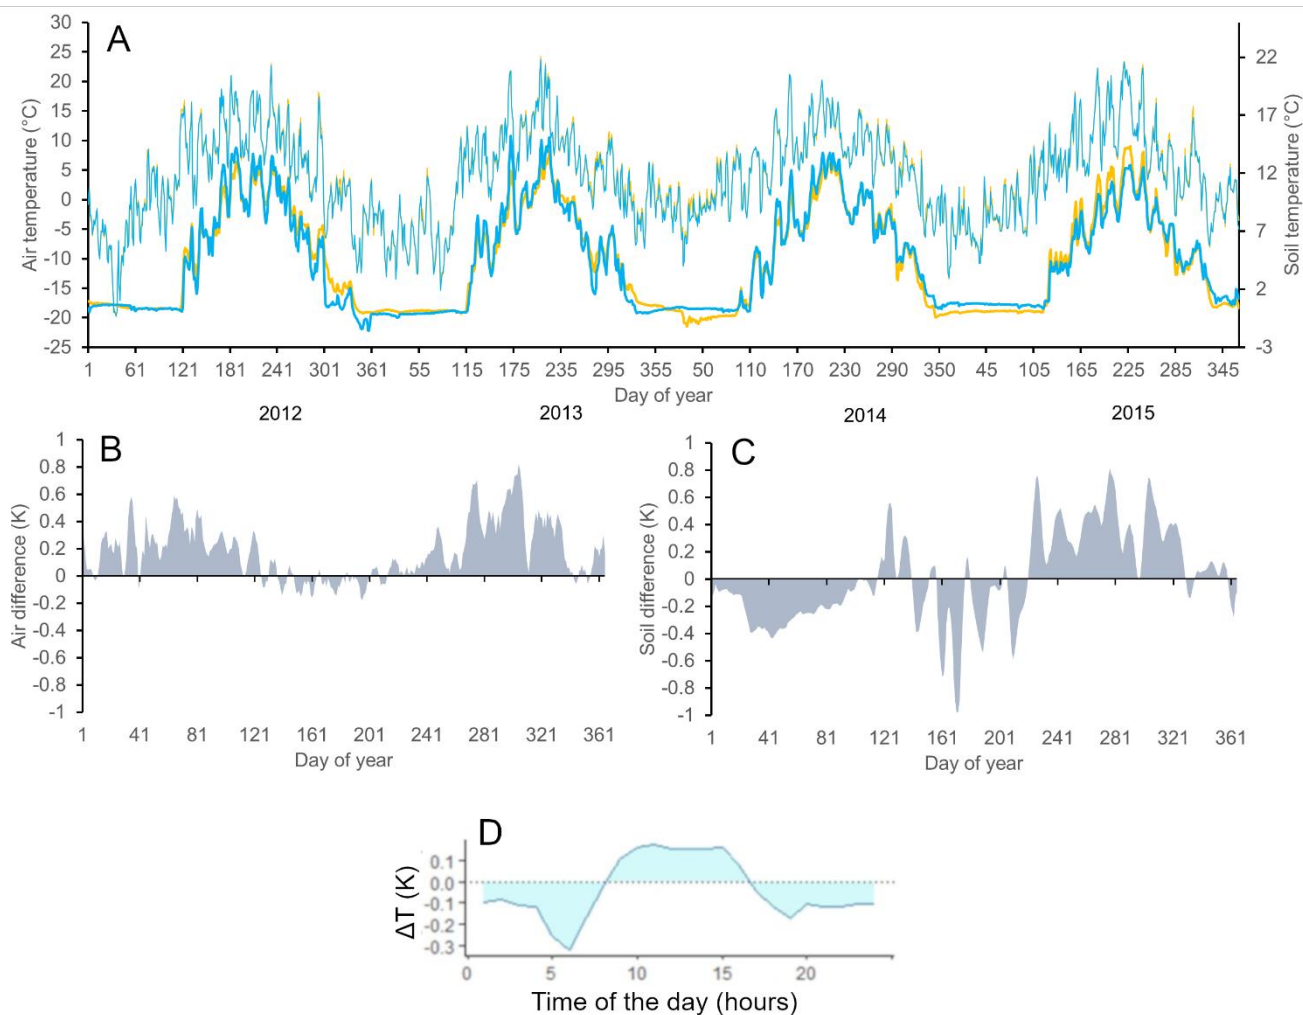 A
Air temperature (°C)
30
25
20
15
10
5
0
-5
-10
-15
-20
-25
22
17
12
7
2
-3
Soil temperature (°C)
1 61 121 181 241 301 361 55 115 175 235 295 355 50 110 170 230 290 350 45 105 165 225 285 345
Day of year
2012 2013 2014 2015
B
Air difference (K)
1
0.8
0.6
0.4
0.2
0
-0.2
-0.4
-0.6
-0.8
-1
1 41 81 121 161 201 241 281 321 361
Day of year
C
Soil difference (K)
1
0.8
0.6
0.4
0.2
0
-0.2
-0.4
-0.6
-0.8
-1
1 41 81 121 161 201 241 281 321 361
Day of year
D
ΔT (K)
0.1
0.0
-0.1
-0.2
-0.3
0 5 10 15 20
Time of the day (hours)